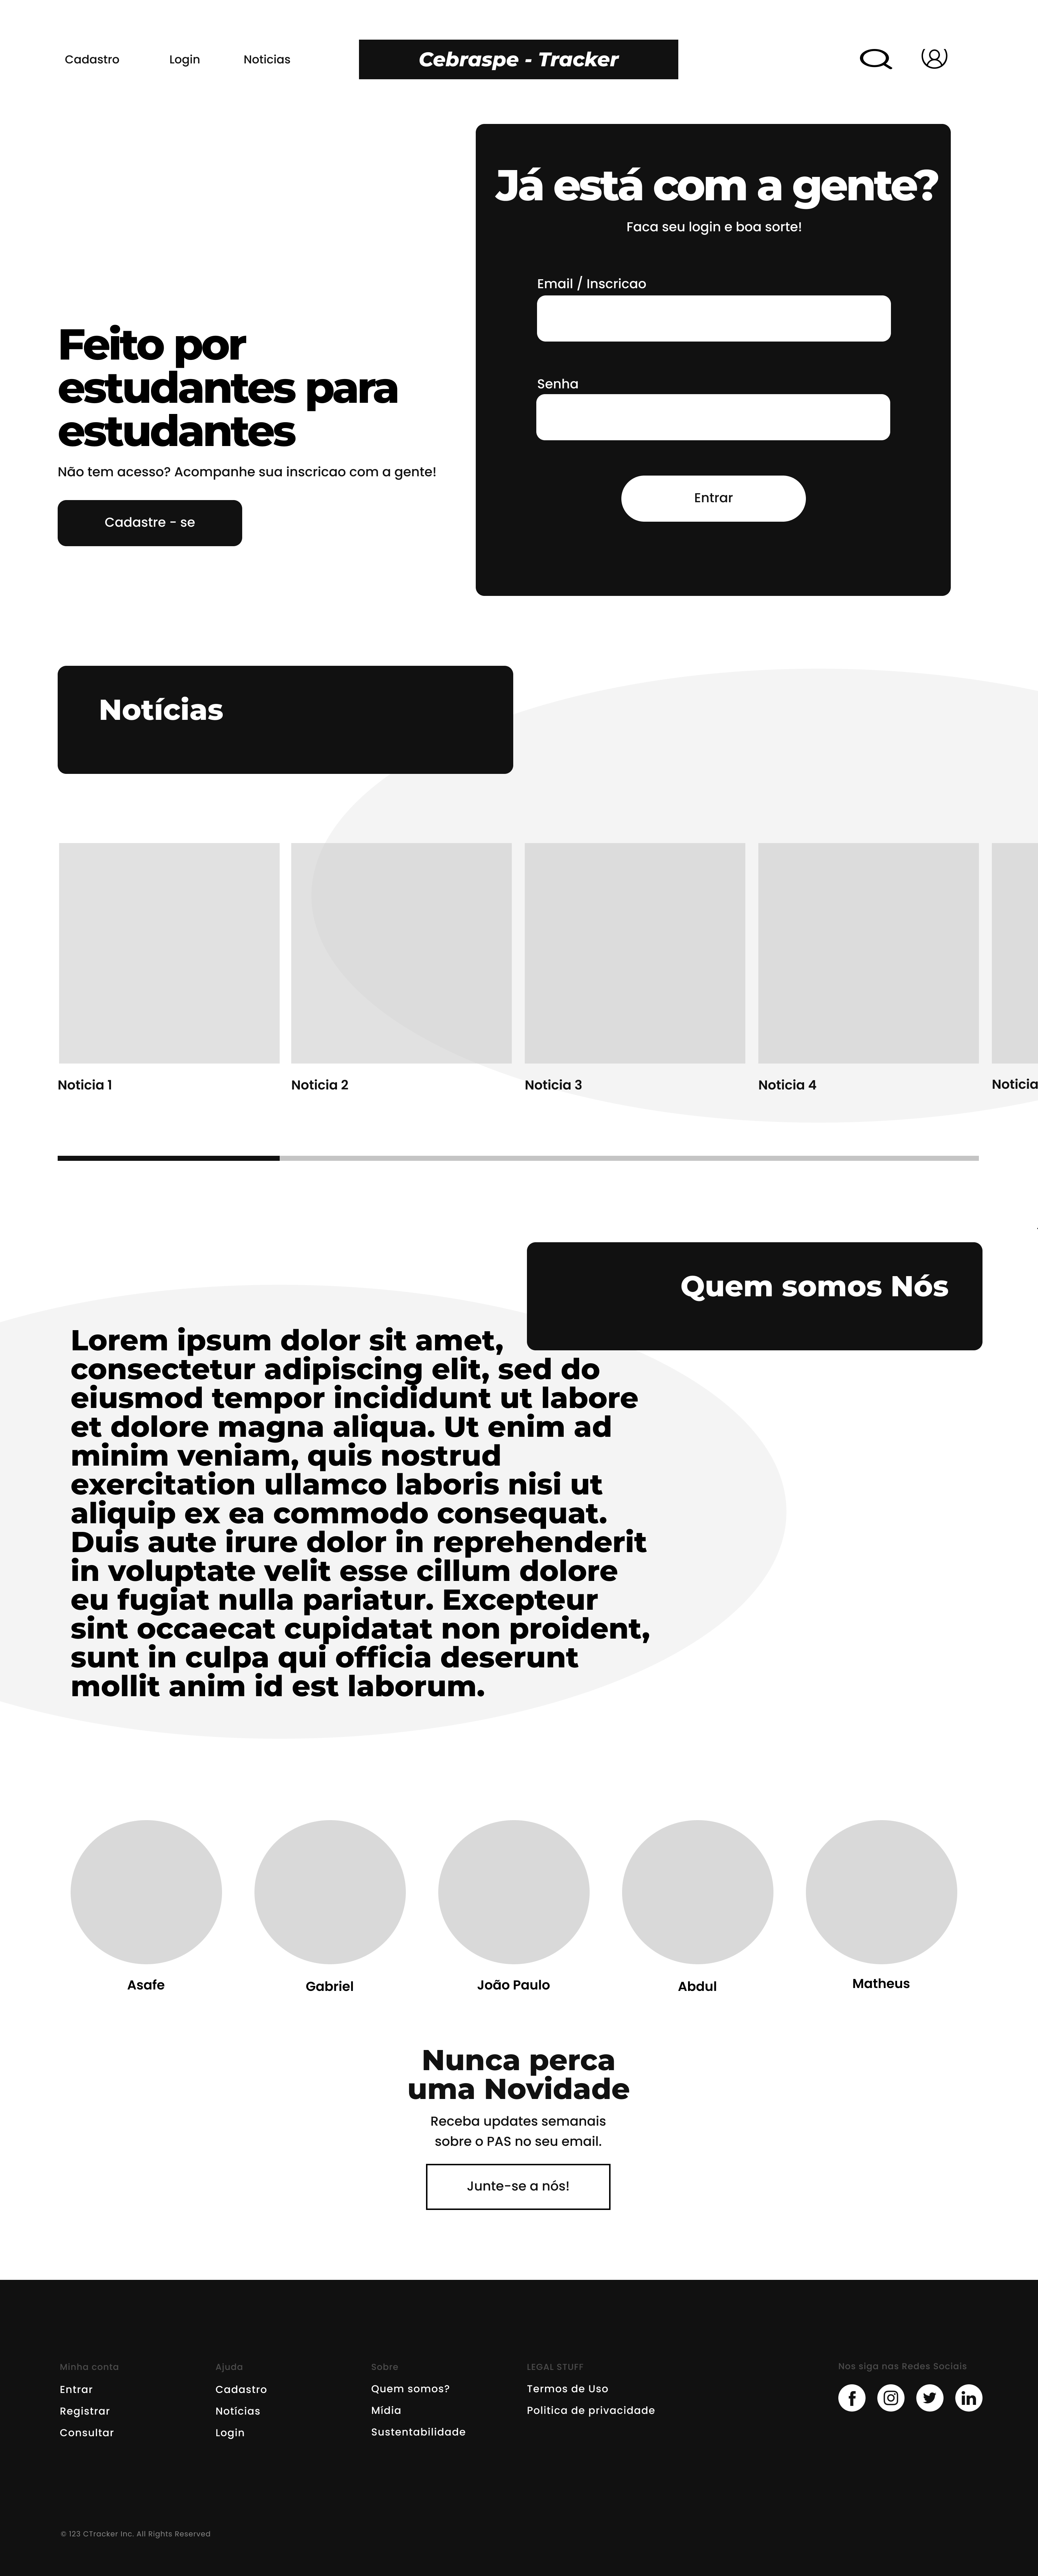 Cadastro
Login
Noticias
Cebraspe - Tracker
Já está com a gente?
Faca seu login e boa sorte!
Email / Inscricao
Senha
Entrar
Feito por
estudantes para
estudantes
Não tem acesso? Acompanhe sua inscricao com a gente!
Cadastre - se
Notícias
Noticia 1
Noticia 2
Noticia 3
Noticia 4
Noticia
Quem somos Nós
Lorem ipsum dolor sit amet,
consectetur adipiscing elit, sed do
eiusmod tempor incididunt ut labore
et dolore magna aliqua. Ut enim ad
minim veniam, quis nostrud
exercitation ullamco laboris nisi ut
aliquip ex ea commodo consequat.
Duis aute irure dolor in reprehenderit
in voluptate velit esse cillum dolore
eu fugiat nulla pariatur. Excepteur
sint occaecat cupidatat non proident,
sunt in culpa qui officia deserunt
mollit anim id est laborum.
Asafe
Gabriel
João Paulo
Abdul
Matheus
Nunca perca
uma Novidade
Receba updates semanais
sobre o PAS no seu email.
Junte-se a nós!
Minha conta
Entrar
Registrar
Consultar
Ajuda
Cadastro
Notícias
Login
Sobre
Quem somos?
Mídia
Sustentabilidade
LEGAL STUFF
Termos de Uso
Politica de privacidade
Nos siga nas Redes Sociais
© 123 CTracker Inc. All Rights Reserved